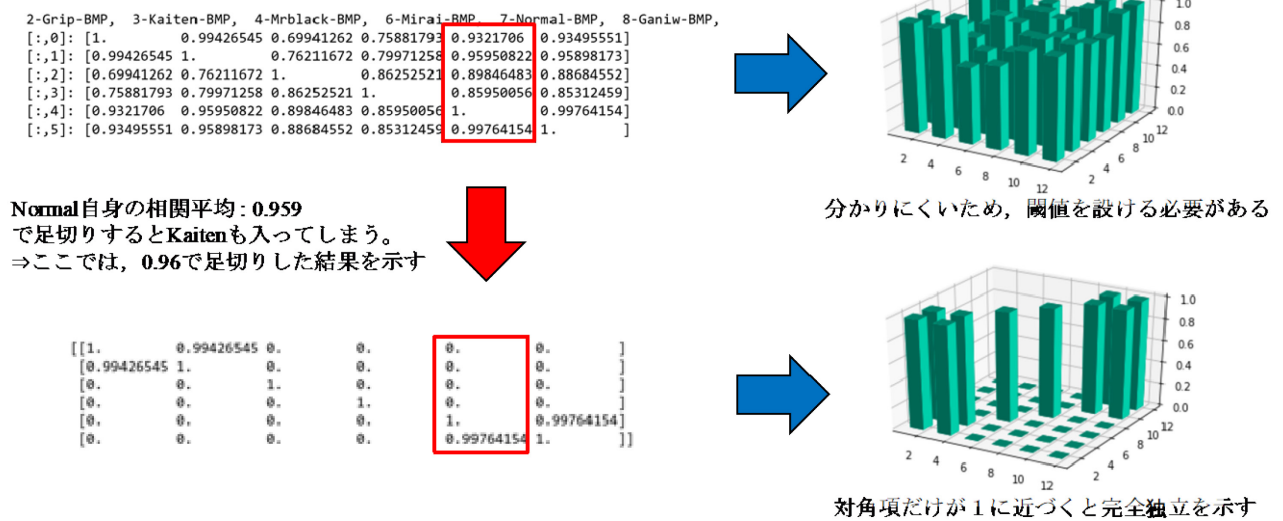 2-Grip-BMP, 3-Kaiten-BMP, 4-Mrblack-BMP, 6-Mirai-BMP, 7-Normal-BMP, 8-Ganiw-BMP,
[:,0]: [1. 0.99426545 0.69941262 0.75881793 0.9321706 0.93495551]
[:,1]: [0.99426545 1. 0.76211672 0.79971258 0.95950822 0.95898173]
[:,2]: [0.69941262 0.76211672 1. 0.86252521 0.89846483 0.88684552]
[:,3]: [0.75881793 0.79971258 0.86252521 1. 0.85950056 0.85312459]
[:,4]: [0.9321706 0.95950822 0.89846483 0.85950056 1. 0.99764154]
[:,5]: [0.93495551 0.95898173 0.88684552 0.85312459 0.99764154 1. ]
1.0
0.8
0.6
0.4
0.2
0.0
2 4 6 8 10 12
2 4 6 8 10 12
分かりにくいため，閾値を設ける必要がある
Normal自身の相関平均 : 0.959
で足切りするとKaitenも入ってしまう。
⇒ここでは，0.96で足切りした結果を示す
[[1. 0.99426545 0. 0. 0. 0. ]
[0.99426545 1. 0. 0. 0. 0. ]
[0. 0. 1. 0. 0. 0. ]
[0. 0. 0. 1. 0. 0. ]
[0. 0. 0. 0. 1. 0.99764154]
[0. 0. 0. 0. 0.99764154 1. ]]
1.0
0.8
0.6
0.4
0.2
0.0
2 4 6 8 10 12
2 4 6 8 10 12
対角項だけが１に近づくと完全独立を示す